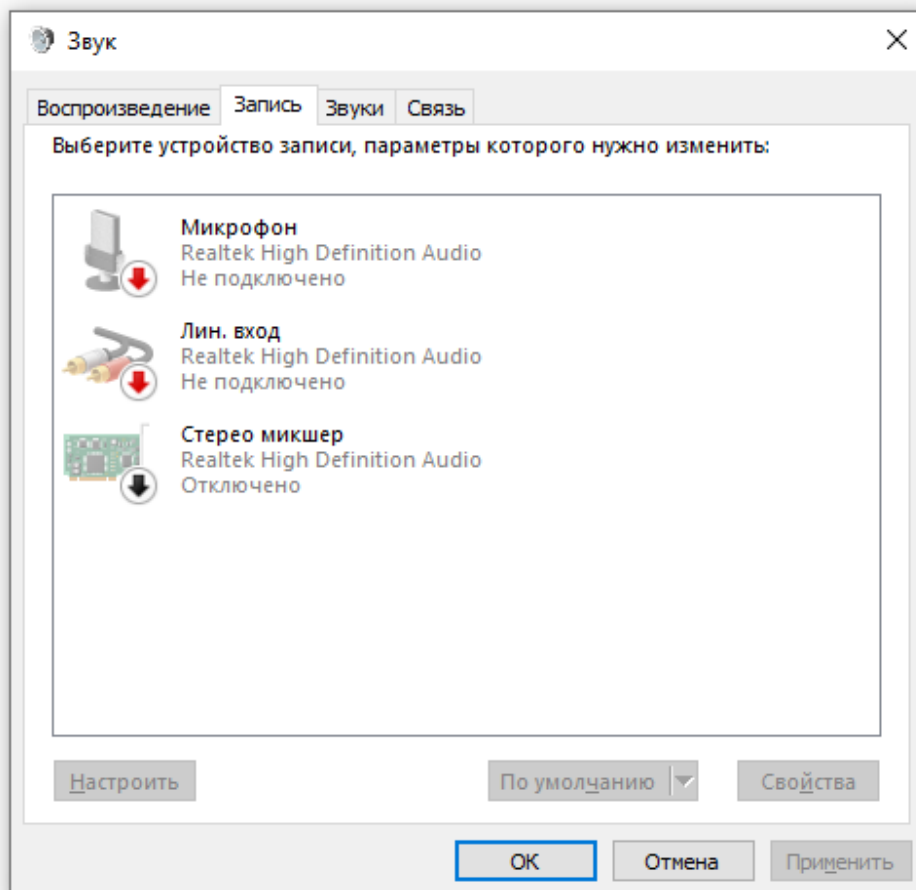 Звук
Воспроизведение Запись Звуки Связь
Выберите устройство записи, параметры которого нужно изменить:
Микрофон
Realtek High Definition Audio
Не подключено
Лин. вход
Realtek High Definition Audio
Не подключено
Стерео микшер
Realtek High Definition Audio
Отключено
Настроить По умолчанию Свойства
ОК Отмена Применить